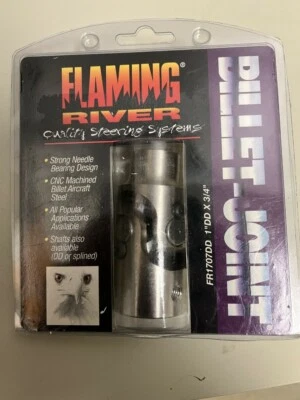 FLAMING®
RIVER
Quality Steering Systems
• Strong Needle
Bearing Design
• CNC Machined
Billet Aircraft
Steel
• All Popular
Applications
Available
• Shafts also
available
(DD or splined)
BILLET-JOINT
FR1707DD 1"DD X 3/4"